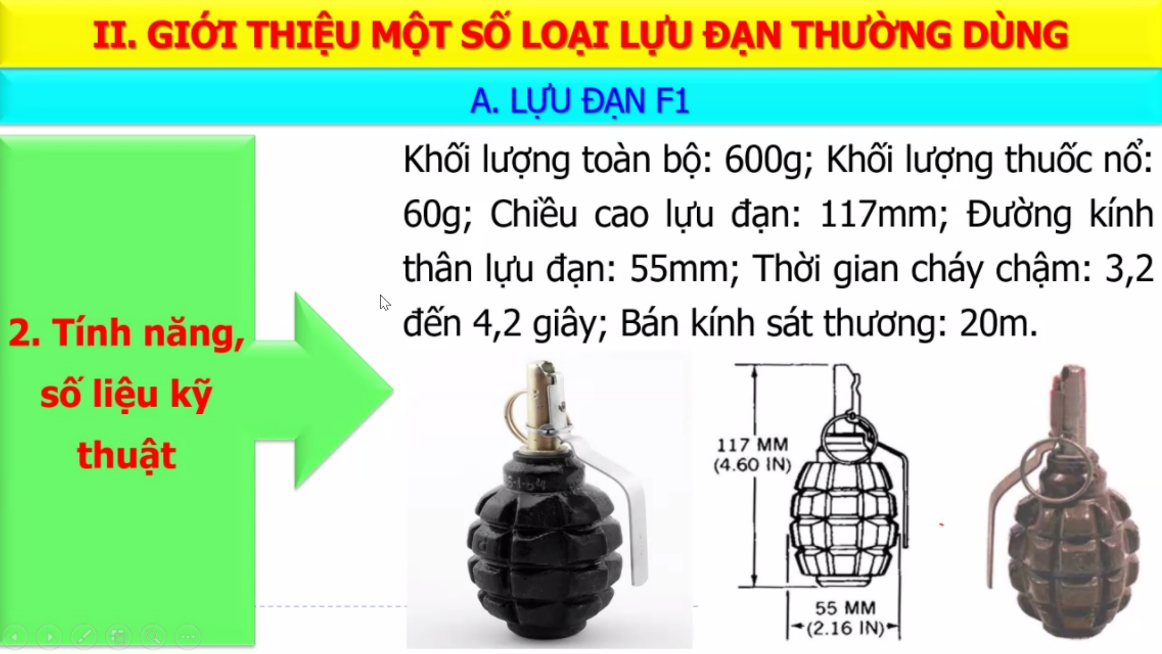 II. GIỚI THIỆU MỘT SỐ LOẠI LỰU ĐẠN THƯỜNG DÙNG
A. LỰU ĐẠN F1
2. Tính năng,
số liệu kỹ
thuật
Khối lượng toàn bộ: 600g; Khối lượng thuốc nổ:
60g; Chiều cao lựu đạn: 117mm; Đường kính
thân lựu đạn: 55mm; Thời gian cháy chậm: 3,2
đến 4,2 giây; Bán kính sát thương: 20m.
117 MM
(4.60 IN)
55 MM
(2.16 IN)